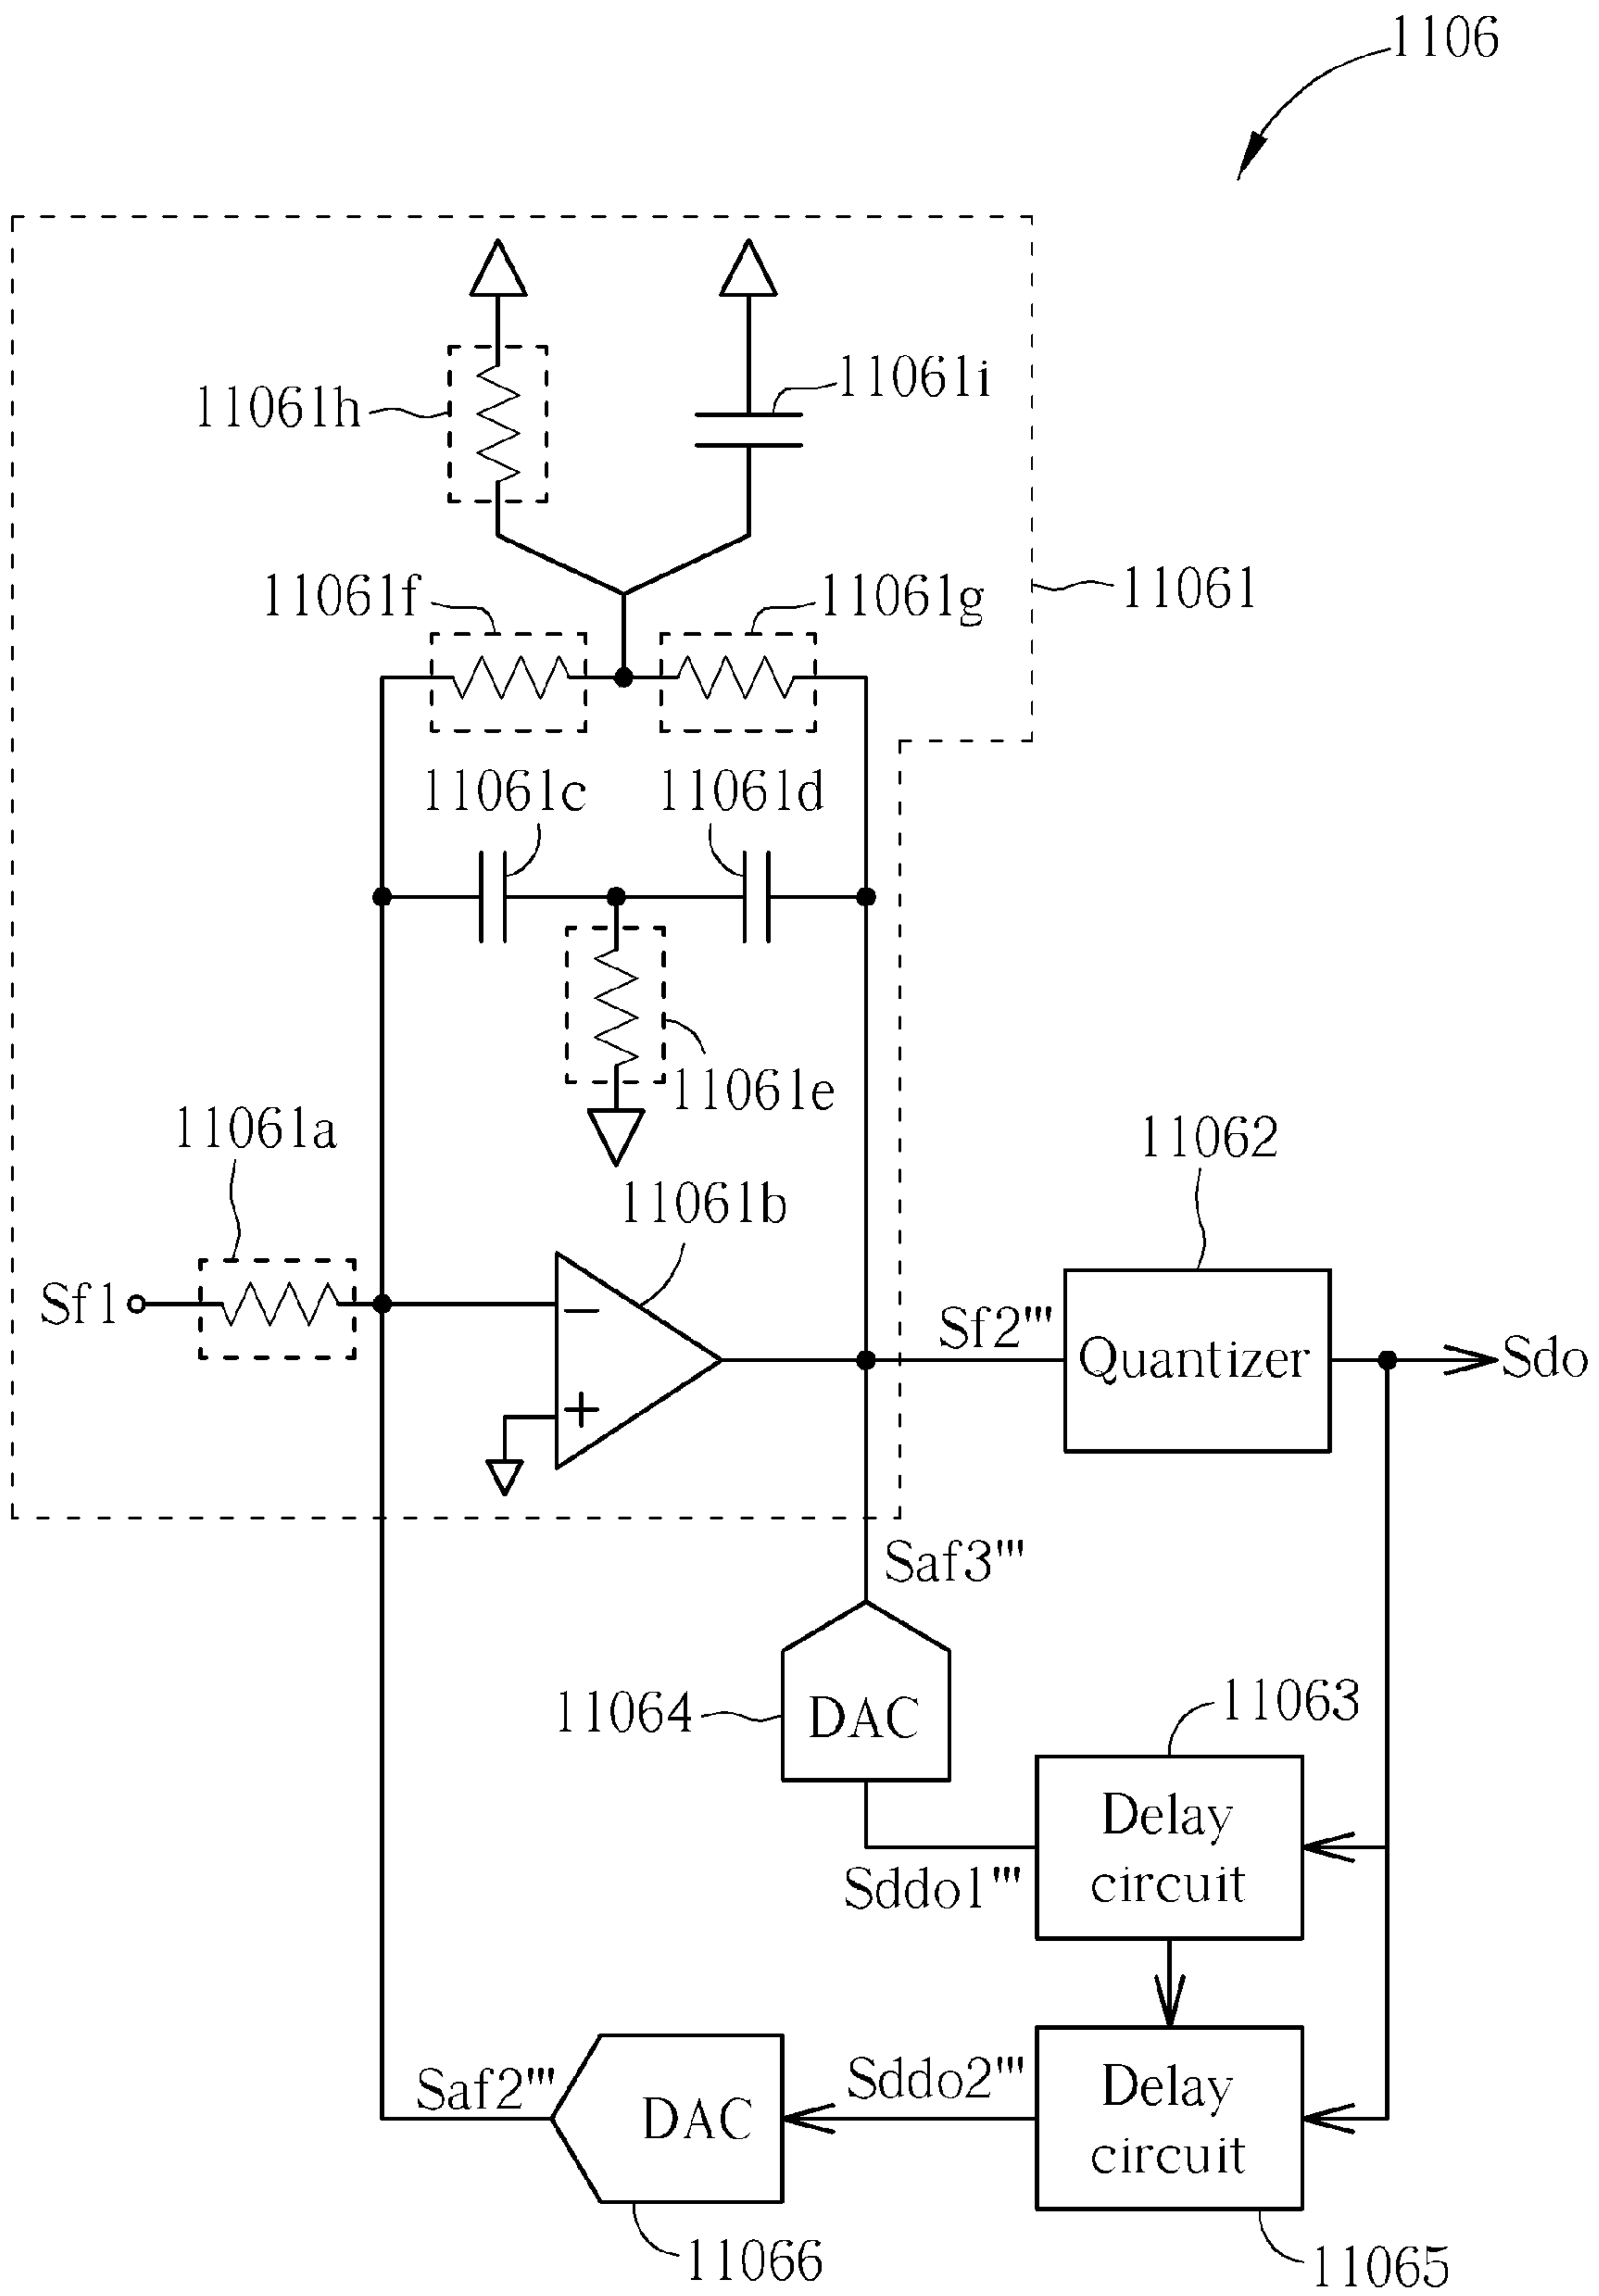 1106
11061h
11061i
11061f
11061g
11061
11061c
11061d
11061e
11061a
11061b
11062
Sf1
−
+
Sf2'''
Quantizer
Sdo
Saf3'''
11064
DAC
11063
Delay
circuit
Sddo1'''
Saf2'''
DAC
Sddo2'''
Delay
circuit
11066
11065